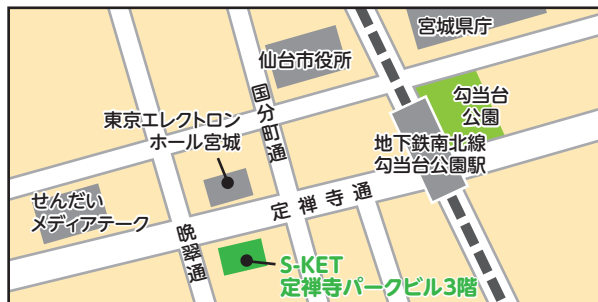 宮城県庁
仙台市役所
勾当台
公園
国分町通
東京エレクトロン
ホール宮城
地下鉄南北線
勾当台公園駅
せんだい
メディアテーク
定禅寺通
晩翠通
S-KET
定禅寺パークビル3階